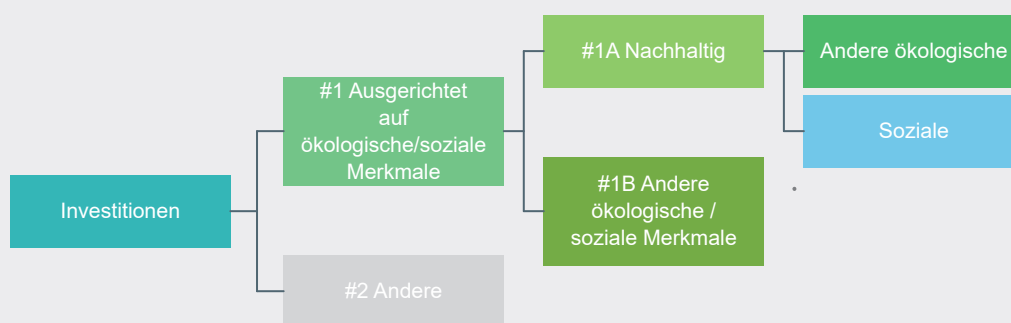 Investitionen
#1 Ausgerichtet
auf
ökologische/soziale
Merkmale
#2 Andere
#1A Nachhaltig
#1B Andere
ökologische /
soziale Merkmale
Andere ökologische
Soziale